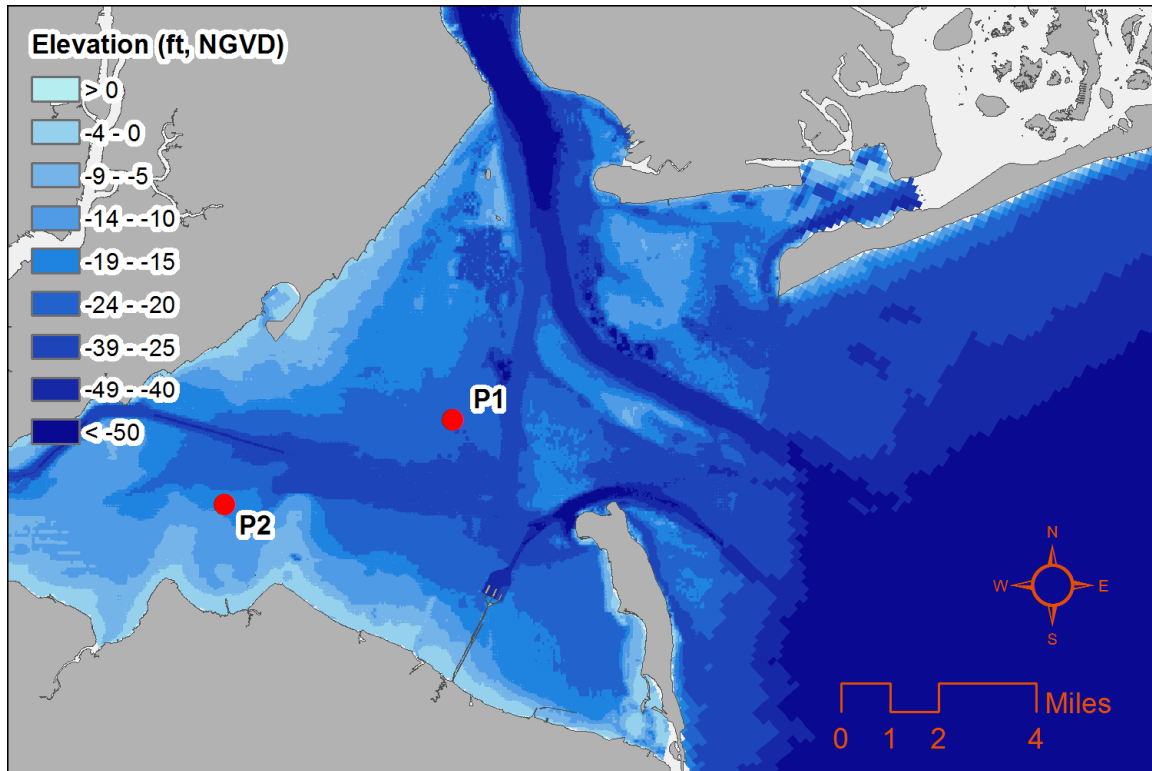 Elevation (ft, NGVD)
> 0
-4 - 0
-9 - -5
-14 - -10
-19 - -15
-24 - -20
-39 - -25
-49 - -40
< -50
P1
P2
N
W E
S
Miles
0 1 2 4